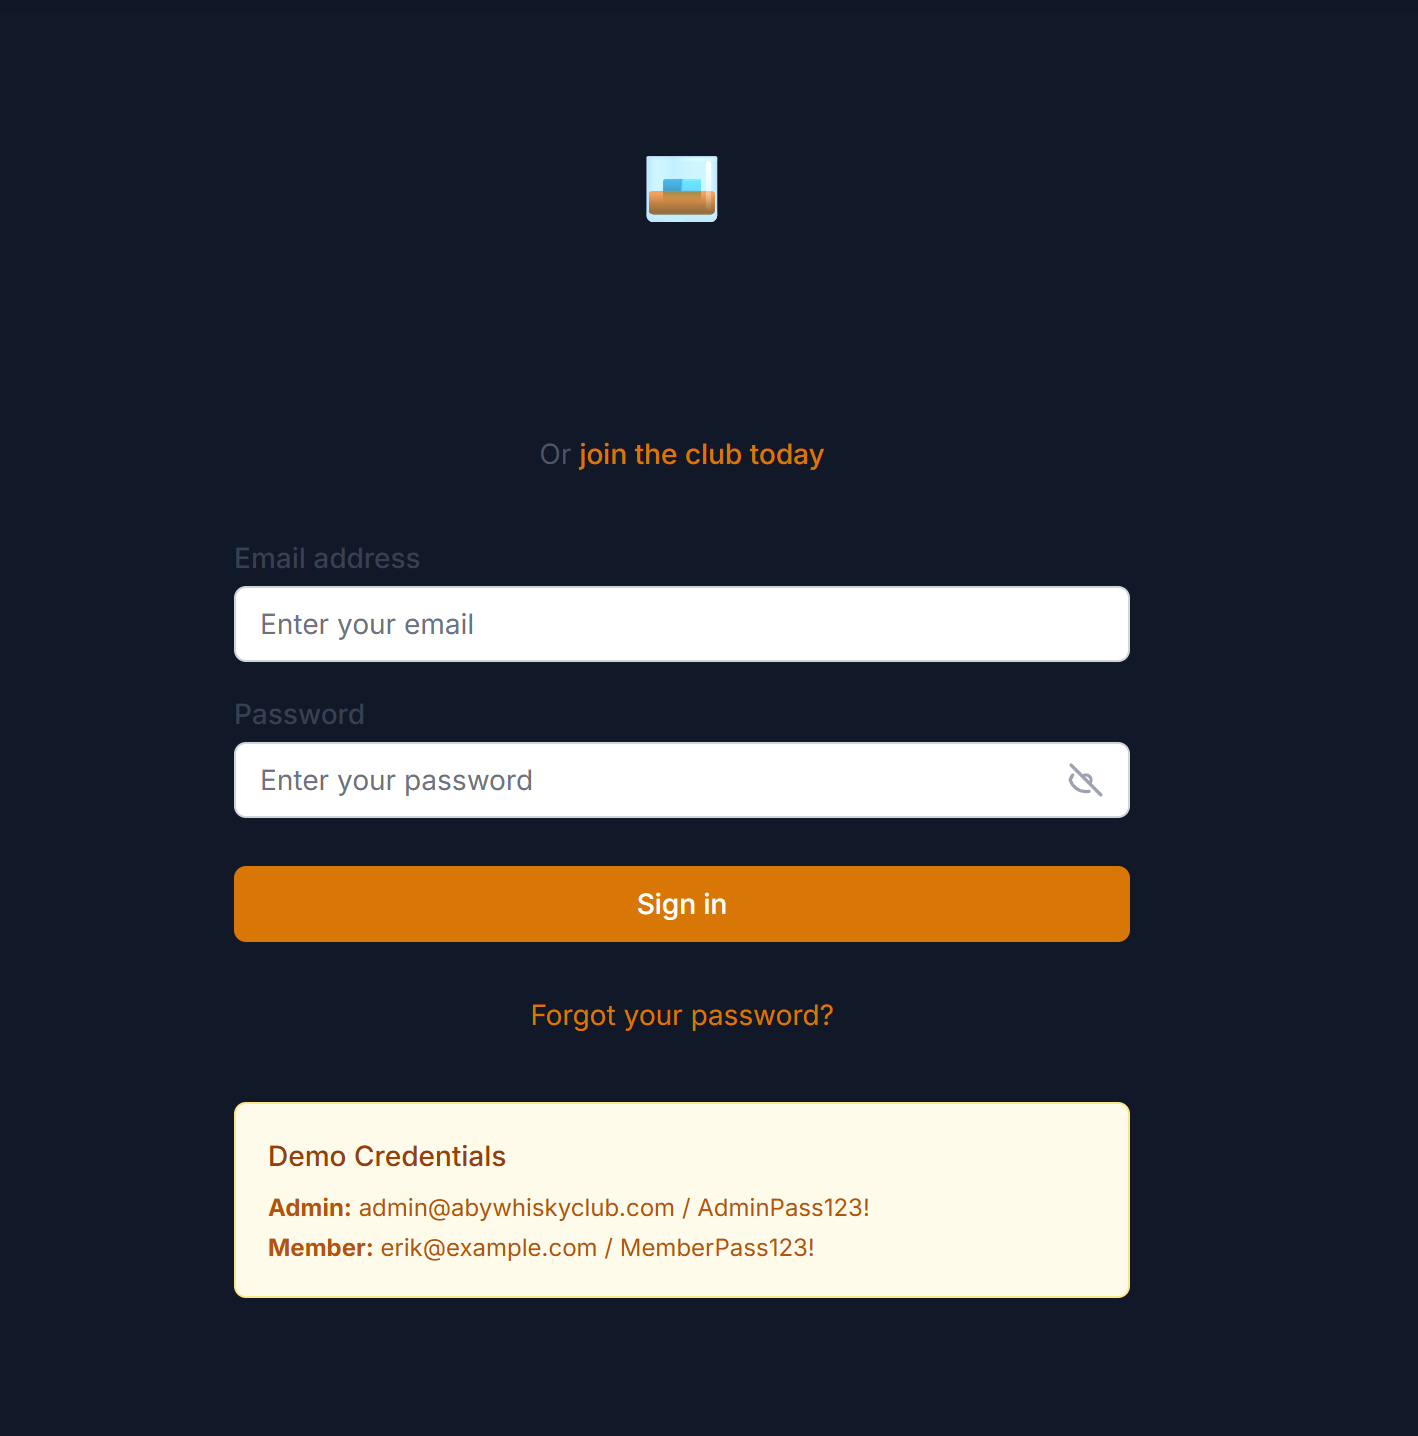 Or join the club today
Email address
Enter your email
Password
Enter your password
Sign in
Forgot your password?
Demo Credentials
Admin: admin@abywhiskyclub.com / AdminPass123!
Member: erik@example.com / MemberPass123!